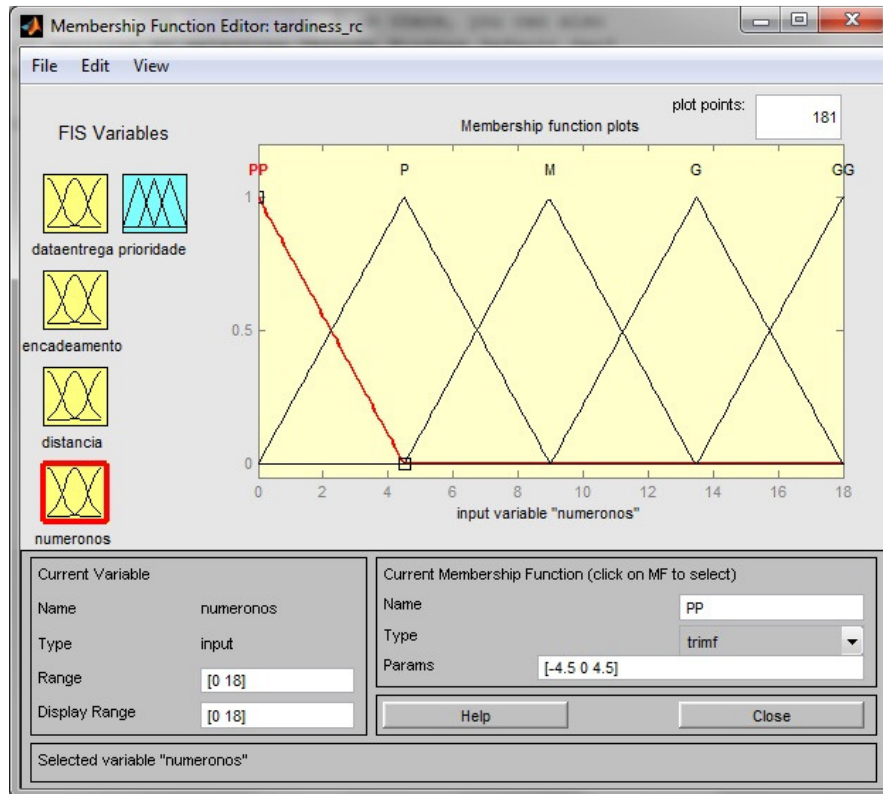 Membership Function Editor: tardiness_rc
File Edit View
FIS Variables
plot points: 181
Membership function plots
dataentrega prioridade
encadeamento
distancia
numeronos
PP P M G GG
1
0.5
0
0 2 4 6 8 10 12 14 16 18
input variable "numeronos"
Current Variable
Name numeronos
Type input
Range [0 18]
Display Range [0 18]
Current Membership Function (click on MF to select)
Name PP
Type trimf
Params [-4.5 0 4.5]
Help Close
Selected variable "numeronos"